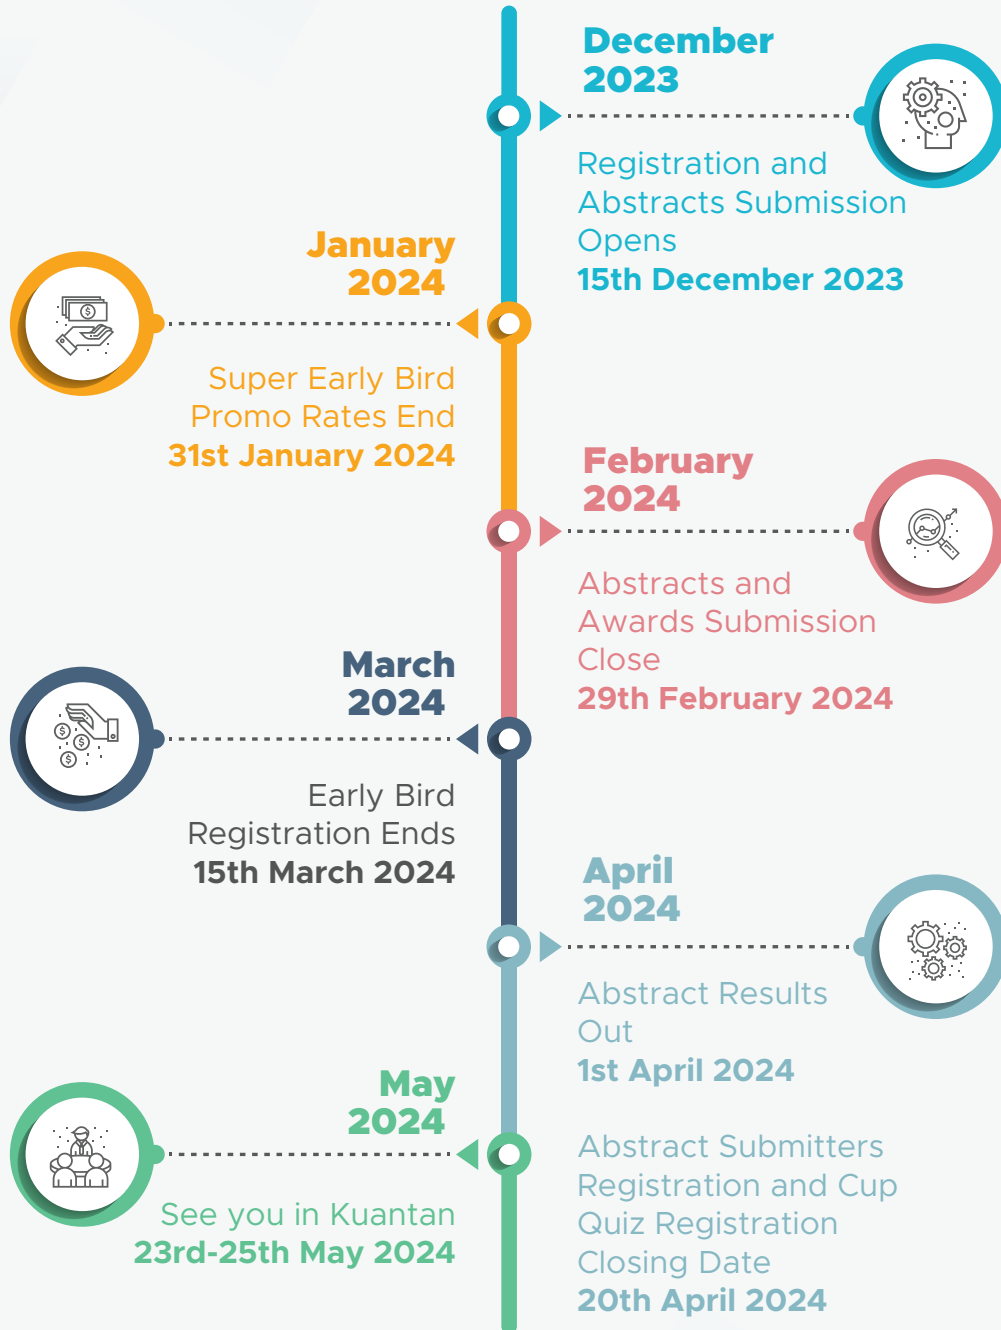 December
2023
Registration and
Abstracts Submission
Opens
15th December 2023
January
2024
Super Early Bird
Promo Rates End
31st January 2024
February
2024
Abstracts and
Awards Submission
Close
29th February 2024
March
2024
Early Bird
Registration Ends
15th March 2024
April
2024
Abstract Results
Out
1st April 2024
Abstract Submitters
Registration and Cup
Quiz Registration
Closing Date
20th April 2024
May
2024
See you in Kuantan
23rd-25th May 2024